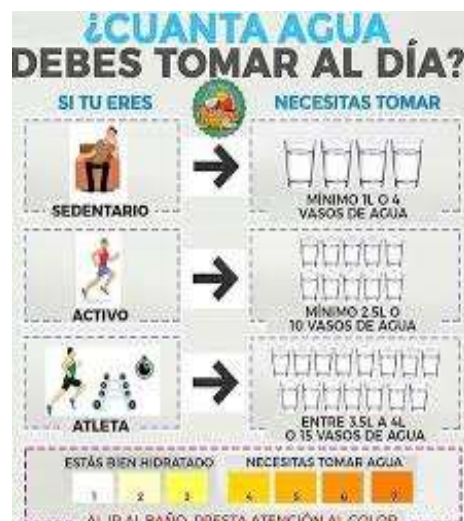 ¿CUANTA AGUA
DEBES TOMAR AL DÍA?
SI TU ERES
NECESITAS TOMAR
SEDENTARIO
MÍNIMO 1L O 4
VASOS DE AGUA
ACTIVO
MÍNIMO 2.5L O
10 VASOS DE AGUA
ATLETA
ENTRE 3.5L A 4L
O 15 VASOS DE AGUA
ESTÁS BIEN HIDRATADO
NECESITAS TOMAR AGUA
1 2 3 4 5 6 7
AL IR AL BAÑO, PRESTA ATENCIÓN AL COLOR